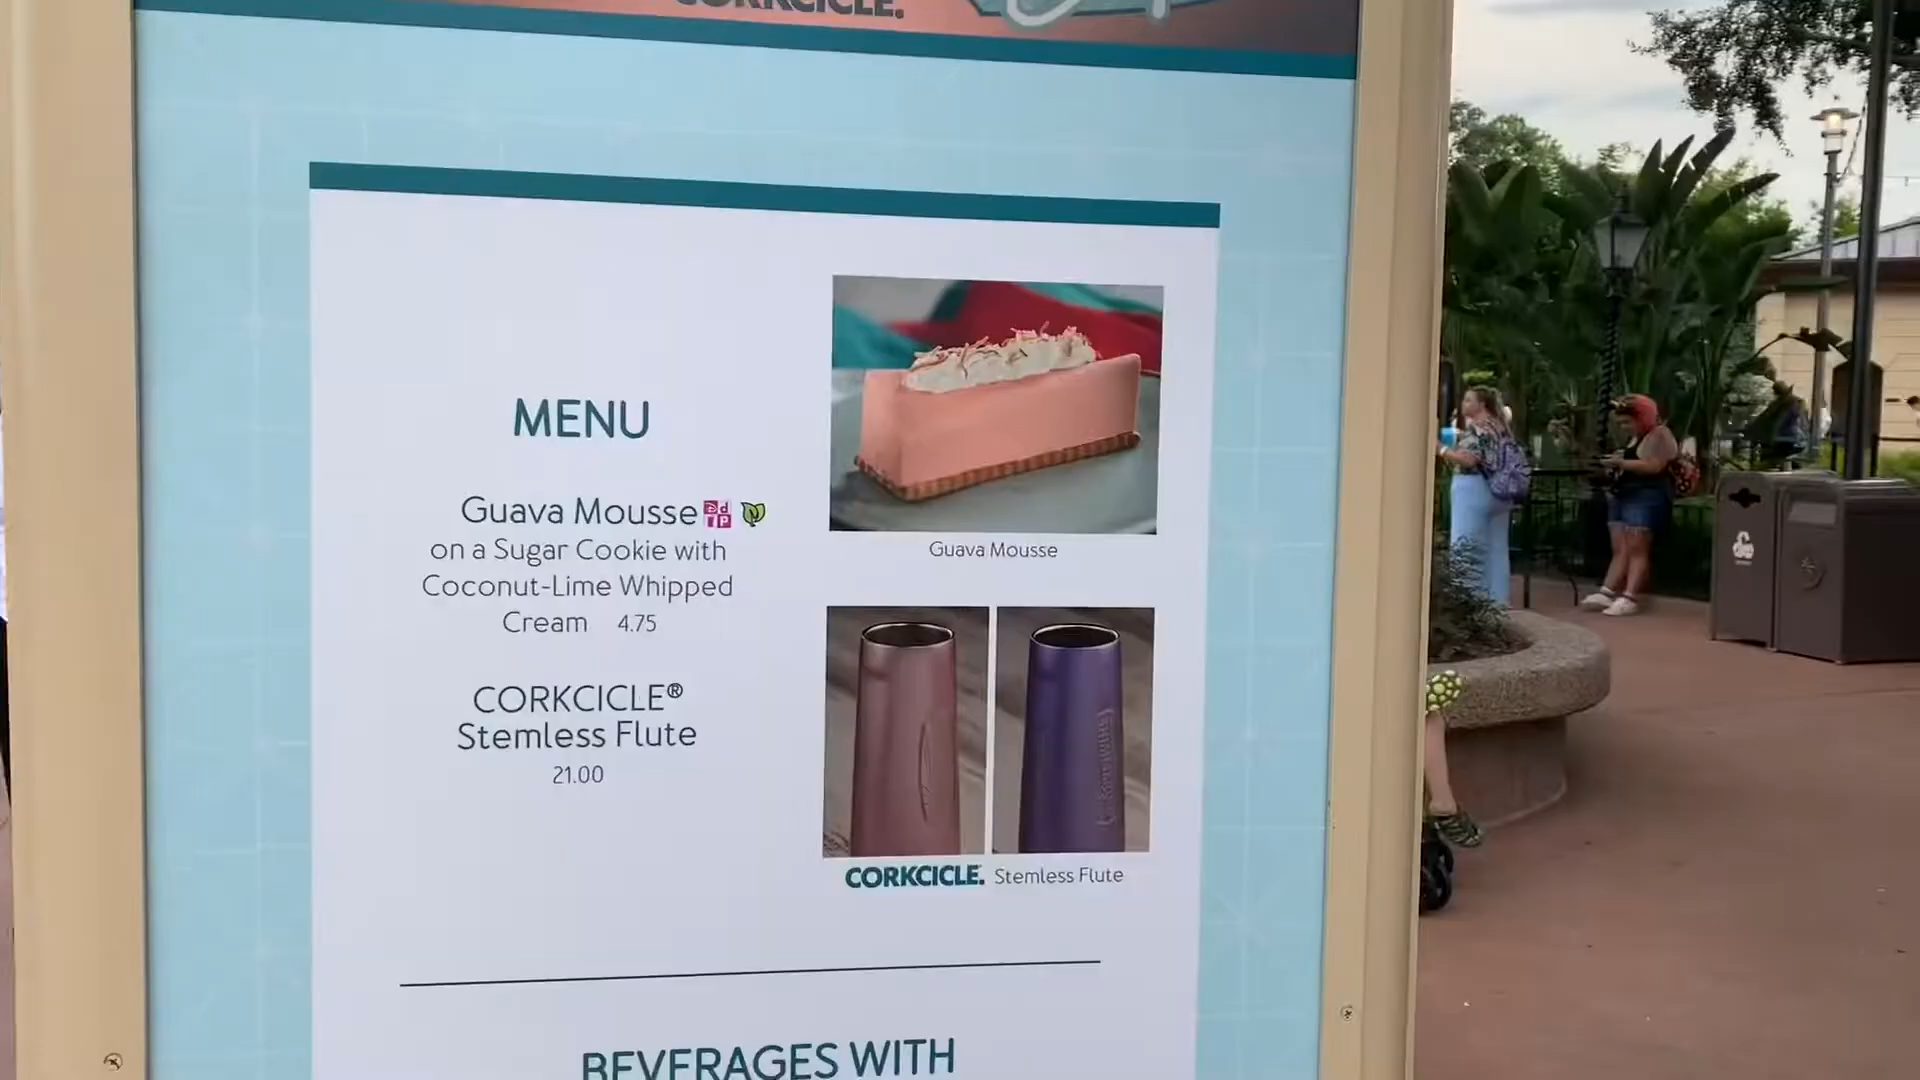 CORKCICLE.
MENU
Guava Mousse
on a Sugar Cookie with
Coconut-Lime Whipped
Cream 4.75
CORKCICLE®
Stemless Flute
21.00
Guava Mousse
CORKCICLE. Stemless Flute
BEVERAGES WITH